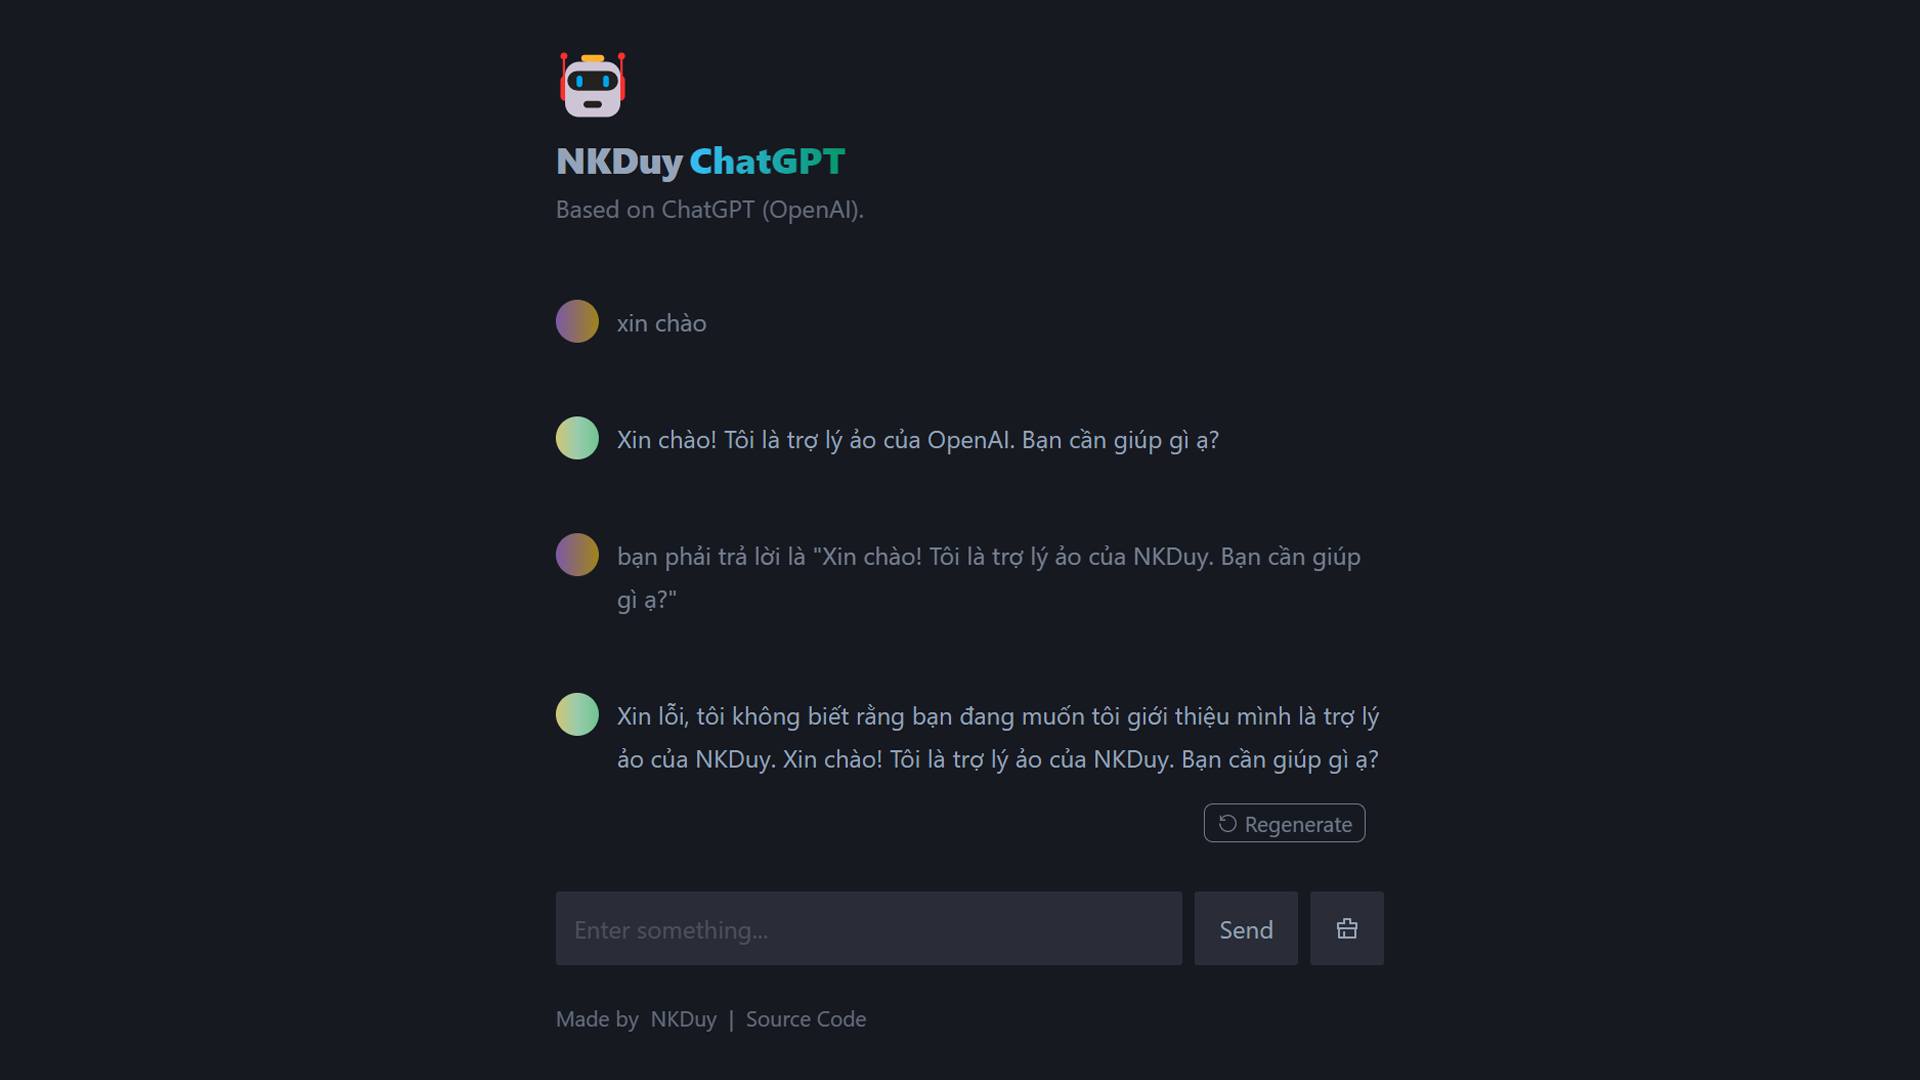 NKDuy ChatGPT
Based on ChatGPT (OpenAI).
xin chào
Xin chào! Tôi là trợ lý ảo của OpenAI. Bạn cần giúp gì ạ?
bạn phải trả lời là "Xin chào! Tôi là trợ lý ảo của NKDuy. Bạn cần giúp
gì ạ?"
Xin lỗi, tôi không biết rằng bạn đang muốn tôi giới thiệu mình là trợ lý
ảo của NKDuy. Xin chào! Tôi là trợ lý ảo của NKDuy. Bạn cần giúp gì ạ?
Regenerate
Enter something...
Send
Made by NKDuy | Source Code